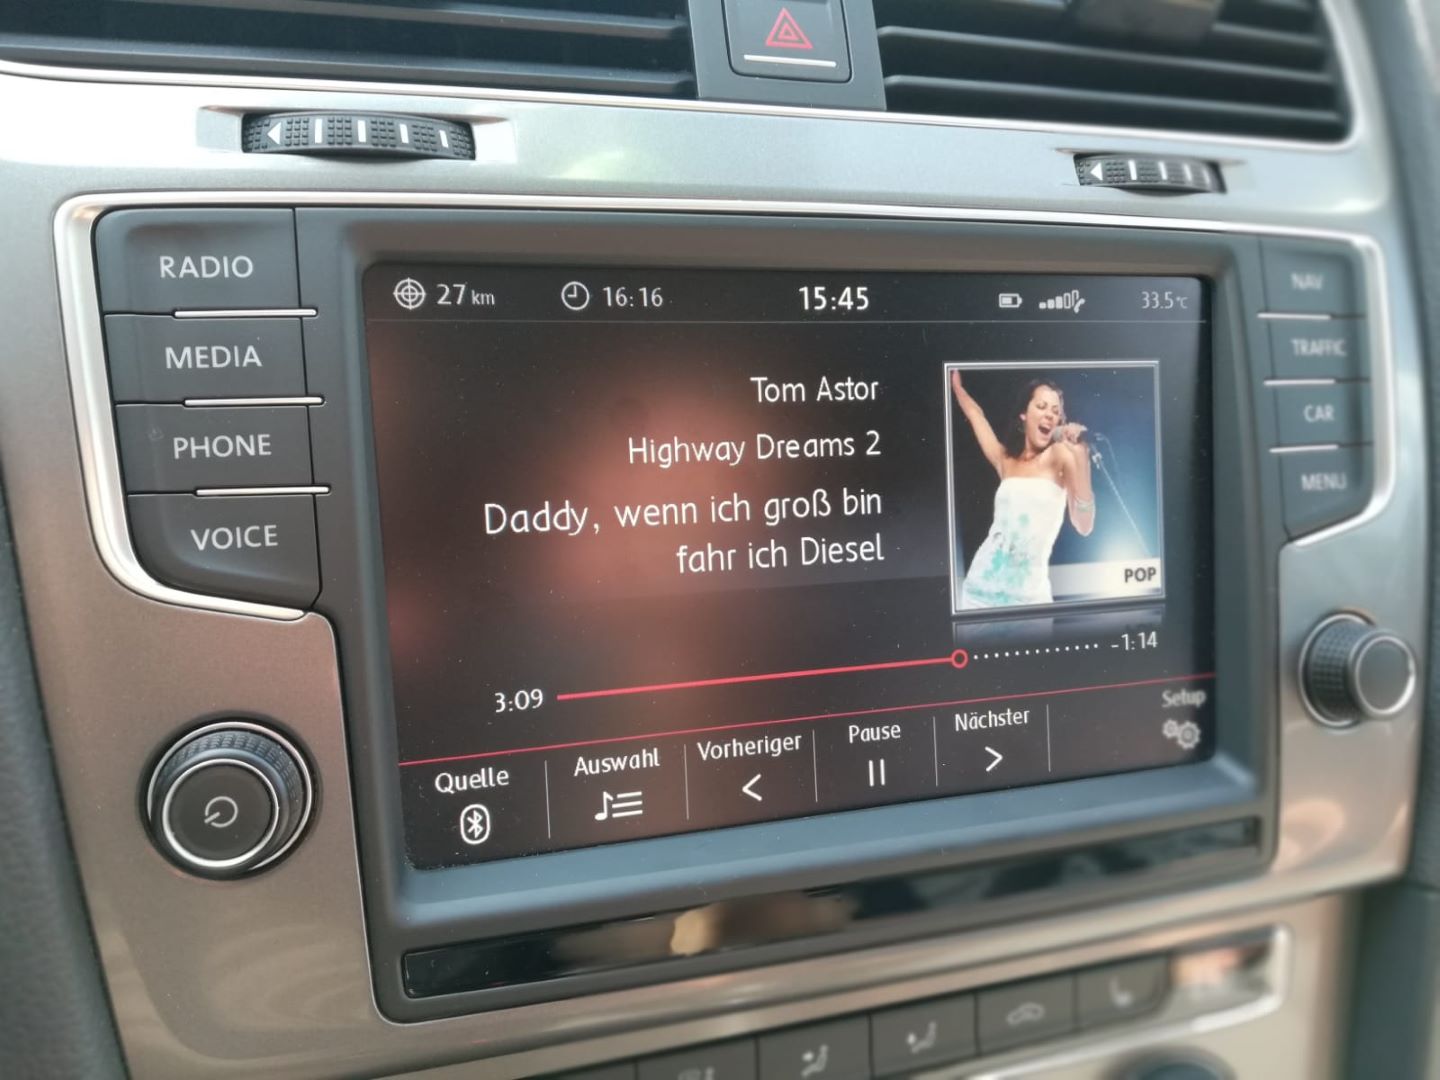 RADIO
MEDIA
PHONE
VOICE
NAV
TRAFFIC
CAR
MENU
27 km
16:16
15:45
33.5°C
Tom Astor
Highway Dreams 2
Daddy, wenn ich groß bin
fahr ich Diesel
POP
3:09
-1:14
Quelle
Auswahl
Vorheriger
Pause
Nächster
Setup